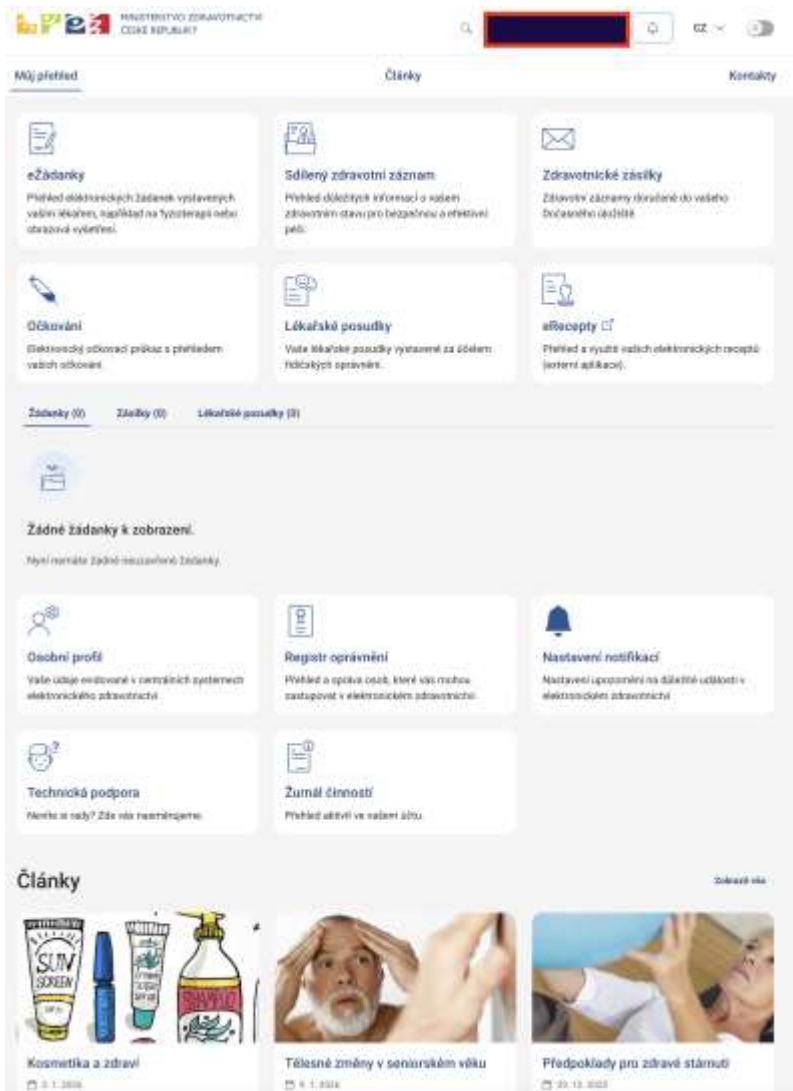 MINISTERSTVO ZDRAVOTNICTVÍ
ČESKÉ REPUBLIKY
CZ
Můj přehled
Články
Kontakty
eŽádanky
Přehled elektronických žádanek vystavených
vaším lékařem, například na fyzioterapii nebo
obrazová vyšetření.
Sdílený zdravotní záznam
Přehled důležitých informací o vašem
zdravotním stavu pro bezpečnou a efektivní
péči.
Zdravotnické zásilky
Zdravotní záznamy doručené do vašeho
Dočasného úložiště.
Očkování
Elektronický očkovací průkaz s přehledem
vašich očkování.
Lékařské posudky
Vaše lékařské posudky vystavené za účelem
řidičských oprávnění.
eRecepty
Přehled a využití vašich elektronických receptů
(externí aplikace).
Žádanky (0)
Zásilky (0)
Lékařské posudky (0)
Žádné žádanky k zobrazení.
Nyní nemáte žádné neuzavřené žádanky.
Osobní profil
Vaše údaje evidované v centrálních systémech
elektronického zdravotnictví.
Registr oprávnění
Přehled a správa osob, které vás mohou
zastupovat v elektronickém zdravotnictví.
Nastavení notifikací
Nastavení upozornění na důležité události v
elektronickém zdravotnictví
Technická podpora
Nevíte si rady? Zde vás nasměrujeme.
Žurnál činností
Přehled aktivit ve vašem účtu.
Články
Zobrazit vše
SUN
SCREEN
SHAMPOO
Kosmetika a zdraví
Tělesné změny v seniorském věku
9. 1. 2026
Předpoklady pro zdravé stárnutí